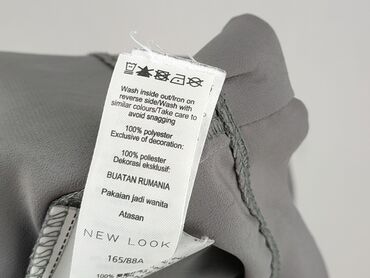 Wash inside out/Iron on
reverse side/Wash with
similar colours/Take care to
avoid snagging
100% polyester
Exclusive of decoration:
100% poliester
Dekorasi eksklusif:
BUATAN RUMANIA
Pakaian jadi wanita
Atasan
NEW LOOK
165/88A
100%